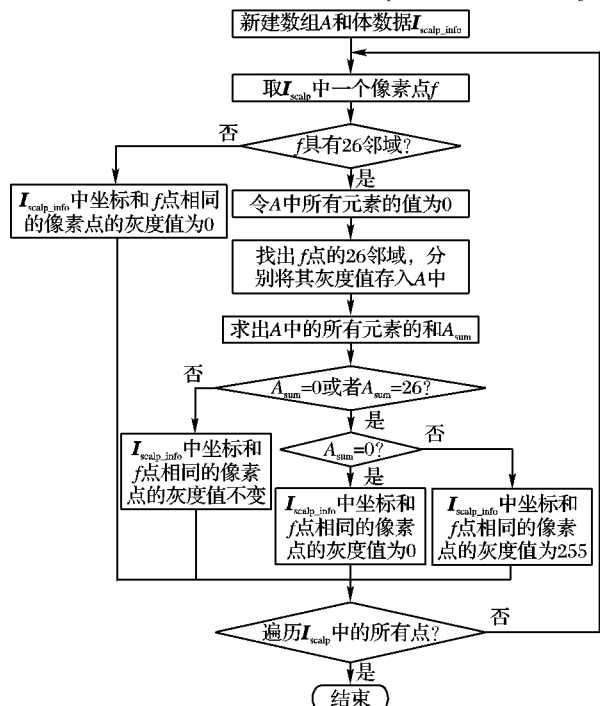 新建数组A和体数据I_scalp_info
取I_scalp中一个像素点f
否
f具有26邻域?
是
I_scalp_info中坐标和f点相同
的像素点的灰度值为0
令A中所有元素的值为0
找出f点的26邻域，分
别将其灰度值存入A中
求出A中的所有元素的和A_sum
否
A_sum=0或者A_sum=26?
是
否
I_scalp_info中坐标和
f点相同的像素
点的灰度值不变
A_sum=0?
是
I_scalp_info中坐标和
f点相同的像素
点的灰度值为0
I_scalp_info中坐标和
f点相同的像素
点的灰度值为255
否
遍历I_scalp中的所有点?
是
结束